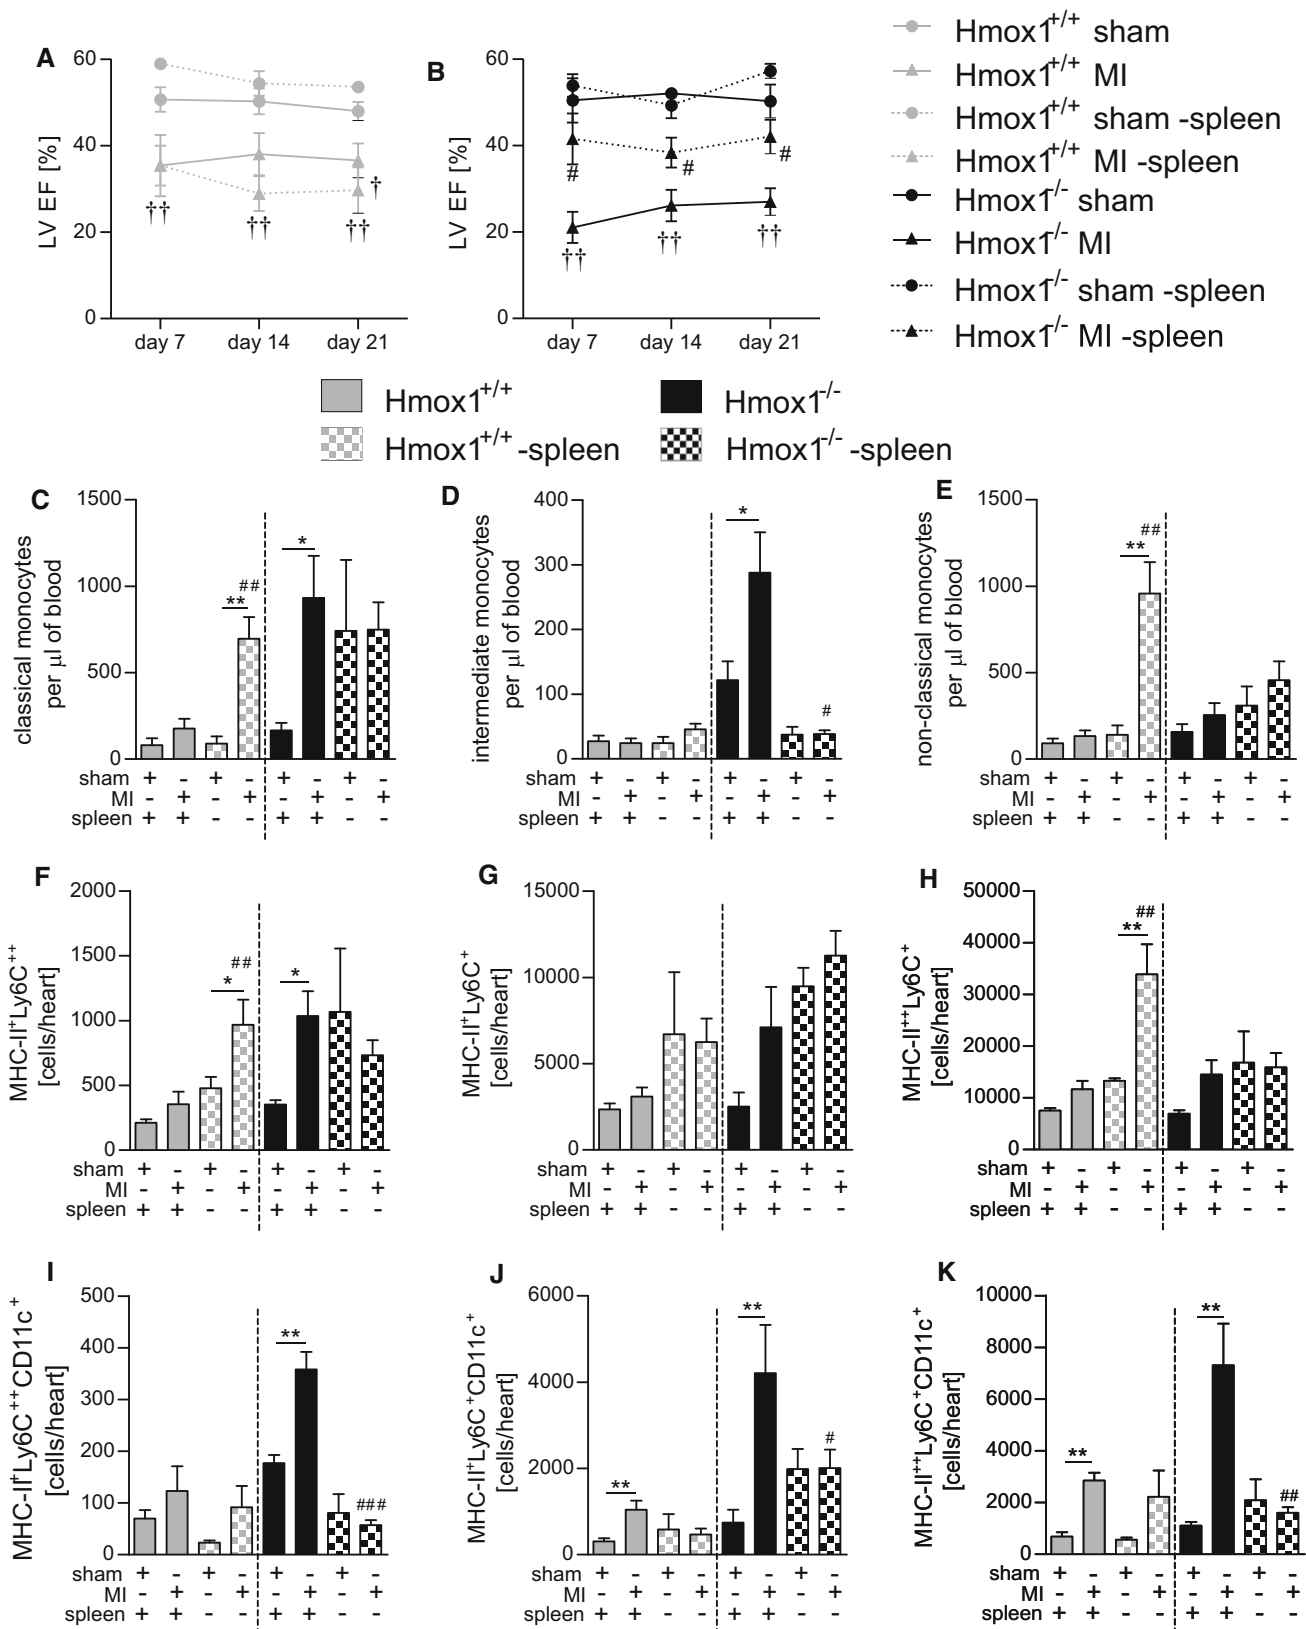 A
LV EF [%]
60
40
20
0
††
††
†
††
day 7
day 14
day 21
B
LV EF [%]
60
40
20
0
#
#
#
††
††
††
day 7
day 14
day 21
Hmox1+/+ sham
Hmox1+/+ MI
Hmox1+/+ sham -spleen
Hmox1+/+ MI -spleen
Hmox1-/- sham
Hmox1-/- MI
Hmox1-/- sham -spleen
Hmox1-/- MI -spleen
Hmox1+/+
Hmox1-/-
Hmox1+/+ -spleen
Hmox1-/- -spleen
C
classical monocytes
per µl of blood
1500
1000
500
0
##
**
*
sham + - + - + - + -
MI - + - + - + - +
spleen + + - - + + - -
D
intermediate monocytes
per µl of blood
400
300
200
100
0
*
#
sham + - + - + - + -
MI - + - + - + - +
spleen + + - - + + - -
E
non-classical monocytes
per µl of blood
1500
1000
500
0
##
**
sham + - + - + - + -
MI - + - + - + - +
spleen + + - - + + - -
F
MHC-II+Ly6C++
[cells/heart]
2000
1500
1000
500
0
##
*
*
sham + - + - + - + -
MI - + - + - + - +
spleen + + - - + + - -
G
MHC-II+Ly6C+
[cells/heart]
15000
10000
5000
0
sham + - + - + - + -
MI - + - + - + - +
spleen + + - - + + - -
H
MHC-II++Ly6C+
[cells/heart]
50000
40000
30000
20000
10000
0
##
**
sham + - + - + - + -
MI - + - + - + - +
spleen + + - - + + - -
I
MHC-II+Ly6C++CD11c+
[cells/heart]
500
400
300
200
100
0
**
###
sham + - + - + - + -
MI - + - + - + - +
spleen + + - - + + - -
J
MHC-II+Ly6C+CD11c+
[cells/heart]
6000
4000
2000
0
**
**
#
sham + - + - + - + -
MI - + - + - + - +
spleen + + - - + + - -
K
MHC-II++Ly6C+CD11c+
[cells/heart]
10000
8000
6000
4000
2000
0
**
**
##
sham + - + - + - + -
MI - + - + - + - +
spleen + + - - + + - -